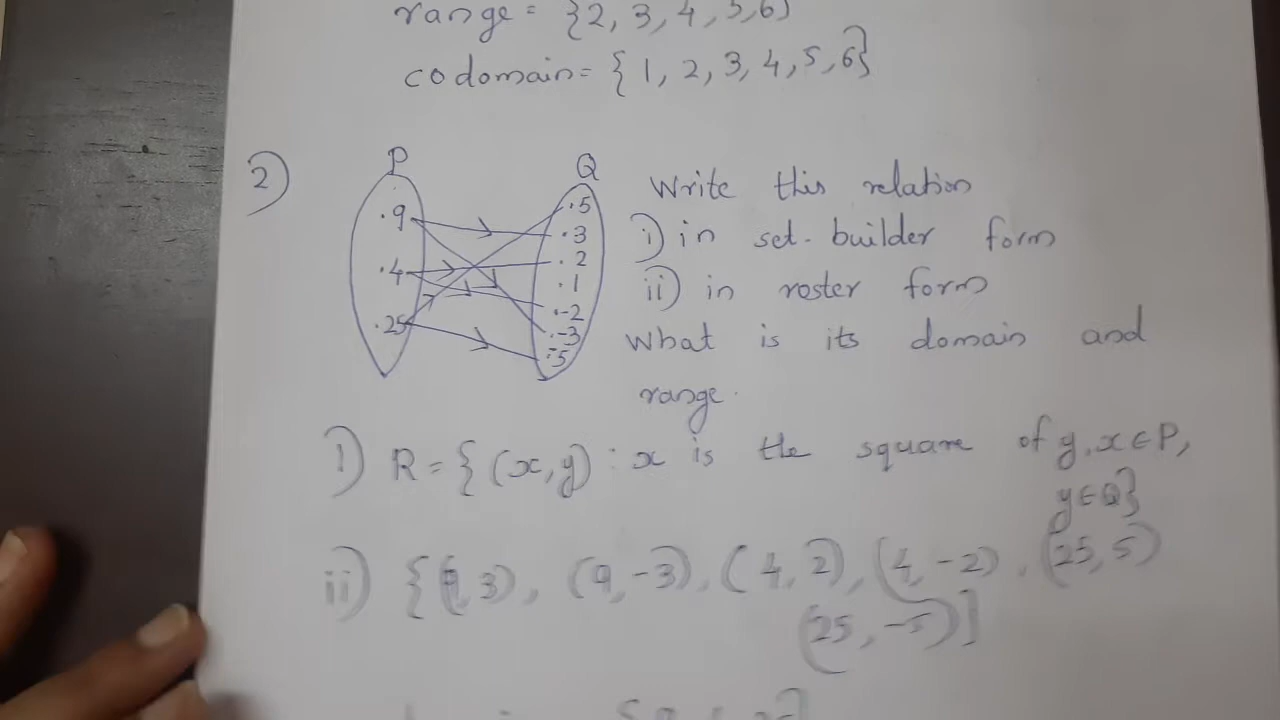 range = {2, 3, 4, 5, 6}
codomain = {1, 2, 3, 4, 5, 6}
2)
P Q
.9 .5
.4 .3
.25 .2
.1
.-2
.-3
.-5
Write this relation
i) in set-builder form
ii) in roster form
What is its domain and
range.
i) R = {(x,y) : x is the square of y, x ∈ P,
y ∈ Q}
ii) {(9, 3), (9, -3), (4, 2), (4, -2), (25, 5)
(25, -5)}